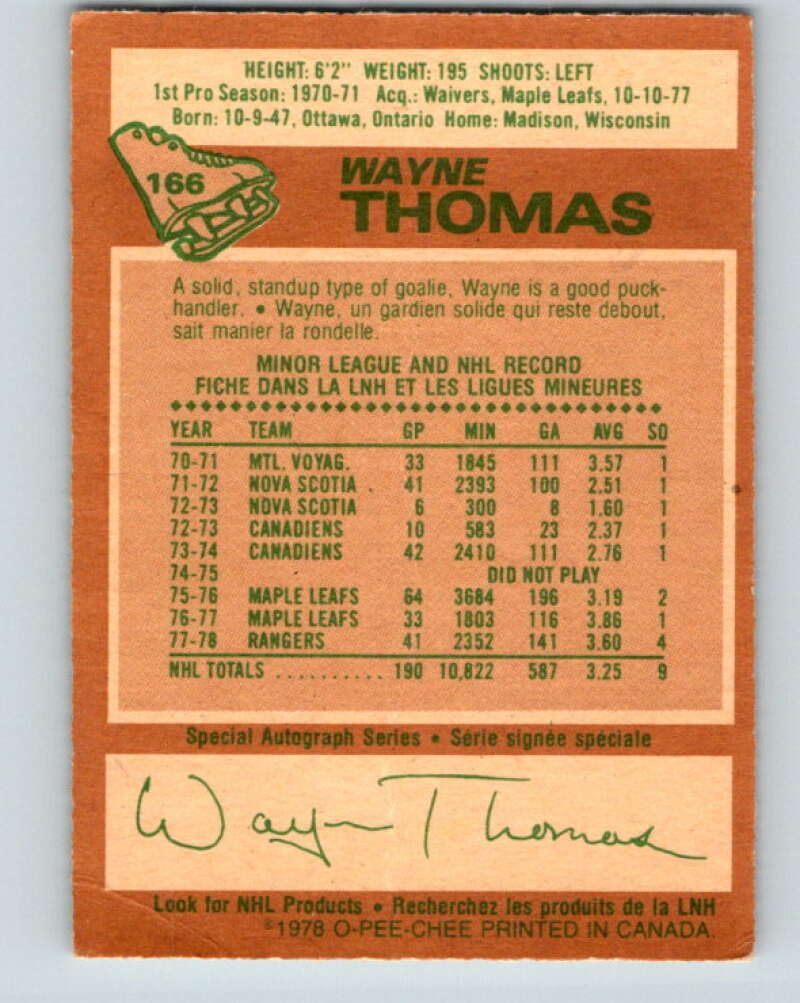 HEIGHT: 6'2" WEIGHT: 195 SHOOTS: LEFT
1st Pro Season: 1970-71 Acq.: Waivers, Maple Leafs, 10-10-77
Born: 10-9-47, Ottawa, Ontario Home: Madison, Wisconsin
166
WAYNE
THOMAS
A solid, standup type of goalie, Wayne is a good puck-
handler. • Wayne, un gardien solide qui reste debout,
sait manier la rondelle.
MINOR LEAGUE AND NHL RECORD
FICHE DANS LA LNH ET LES LIGUES MINEURES
YEAR TEAM GP MIN GA AVG SO
70-71 MTL. VOYAG. 33 1845 111 3.57 1
71-72 NOVA SCOTIA 41 2393 100 2.51 1
72-73 NOVA SCOTIA 6 300 8 1.60 1
72-73 CANADIENS 10 583 23 2.37 1
73-74 CANADIENS 42 2410 111 2.76 1
74-75 DID NOT PLAY
75-76 MAPLE LEAFS 64 3684 196 3.19 2
76-77 MAPLE LEAFS 33 1803 116 3.86 1
77-78 RANGERS 41 2352 141 3.60 4
NHL TOTALS .......... 190 10,822 587 3.25 9
Special Autograph Series • Série signée spéciale
Wayne Thomas
Look for NHL Products • Recherchez les produits de la LNH
©1978 O-PEE-CHEE PRINTED IN CANADA.